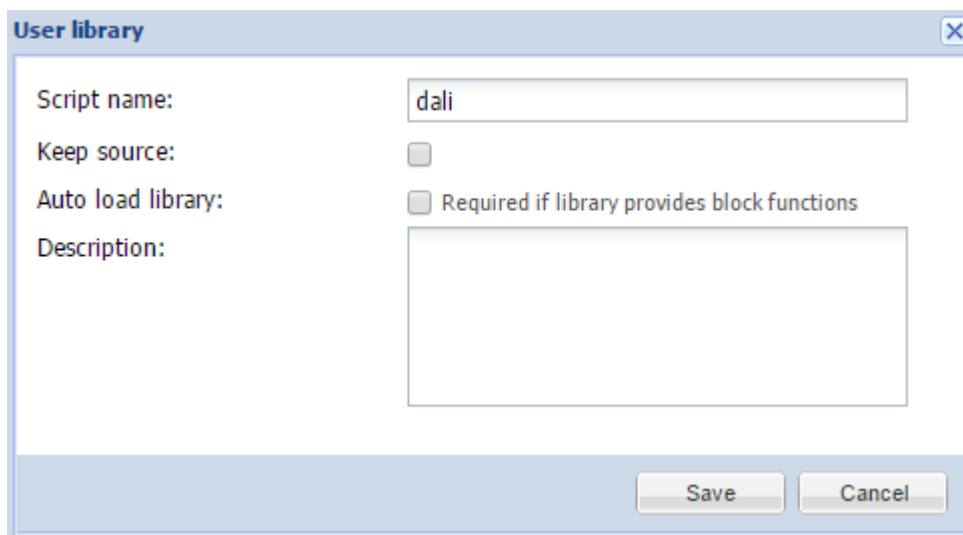 User library
Script name: dali
Keep source:
Auto load library: Required if library provides block functions
Description:
Save Cancel